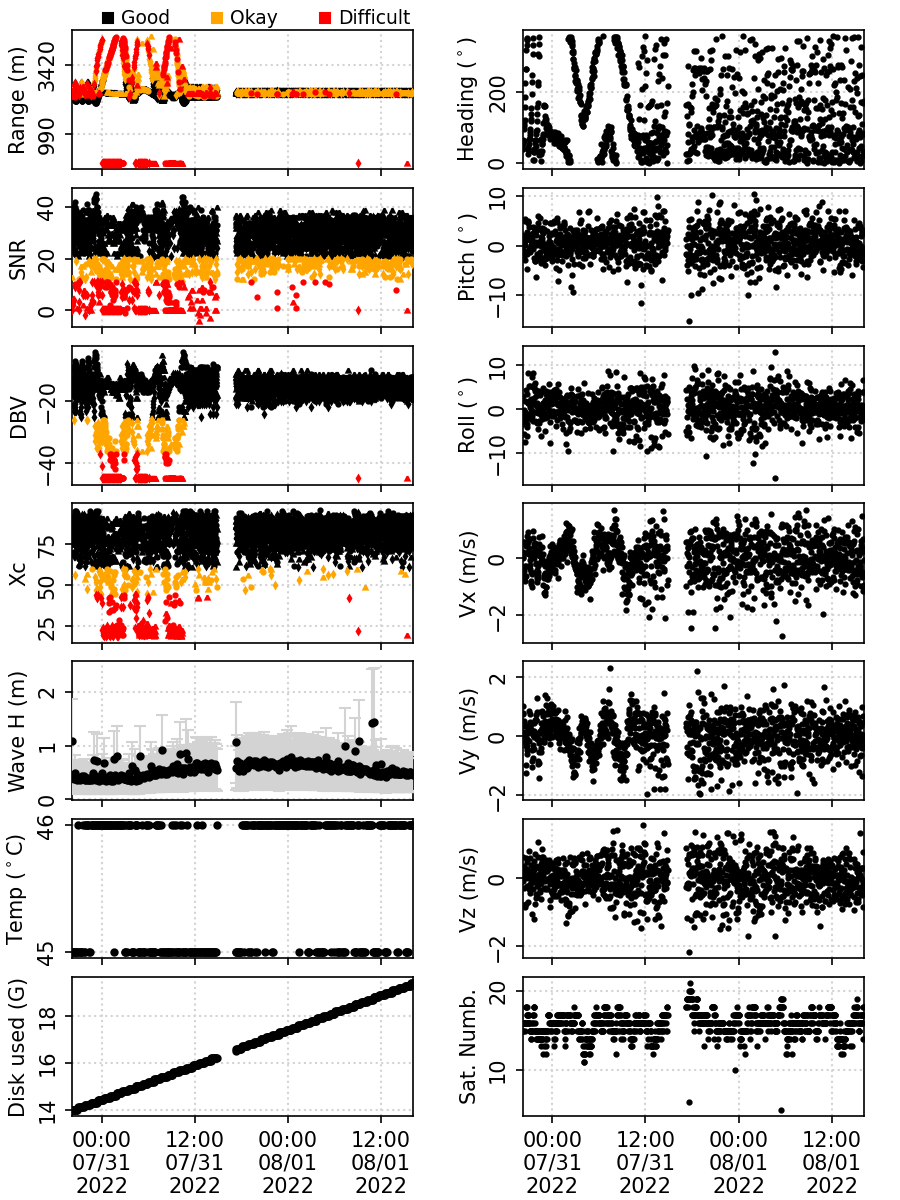 Good Okay Difficult
Range (m)
3420
990
Heading (°)
200
0
SNR
40
20
0
Pitch (°)
10
0
−10
DBV
−20
−40
Roll (°)
10
0
−10
Xc
75
50
25
Vx (m/s)
0
−2
Wave H (m)
2
1
0
Vy (m/s)
2
0
−2
Temp (°C)
46
45
Vz (m/s)
0
−2
Disk used (G)
18
16
14
Sat. Numb.
20
10
00:00 12:00 00:00 12:00
07/31 07/31 08/01 08/01
2022 2022 2022 2022
00:00 12:00 00:00 12:00
07/31 07/31 08/01 08/01
2022 2022 2022 2022